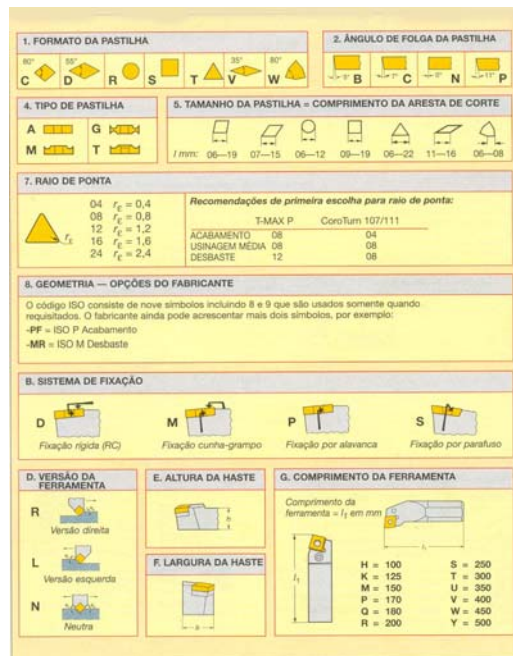 1. FORMATO DA PASTILHA
80° 55° 35° 80°
C D R S T V W
2. ÂNGULO DE FOLGA DA PASTILHA
5° B 7° C 0° N 11° P
4. TIPO DE PASTILHA
A G
M T
5. TAMANHO DA PASTILHA = COMPRIMENTO DA ARESTA DE CORTE
l mm: 06—19 07—15 06—12 09—19 06—22 11—16 06—08
7. RAIO DE PONTA
04 rε = 0,4
08 rε = 0,8
12 rε = 1,2
16 rε = 1,6
24 rε = 2,4
rε
Recomendações de primeira escolha para raio de ponta:
T-MAX P CoroTurn 107/111
ACABAMENTO 08 04
USINAGEM MÉDIA 08 08
DESBASTE 12 08
8. GEOMETRIA — OPÇÕES DO FABRICANTE
O código ISO consiste de nove símbolos incluindo 8 e 9 que são usados somente quando
requisitados. O fabricante ainda pode acrescentar mais dois símbolos, por exemplo:
-PF = ISO P Acabamento
-MR = ISO M Desbaste
B. SISTEMA DE FIXAÇÃO
D M P S
Fixação rígida (RC) Fixação cunha-grampo Fixação por alavanca Fixação por parafuso
D. VERSÃO DA
FERRAMENTA
R
Versão direita
L
Versão esquerda
N
Neutra
E. ALTURA DA HASTE
h
F. LARGURA DA HASTE
b
G. COMPRIMENTO DA FERRAMENTA
Comprimento da
ferramenta = l₁ em mm
l₁
l₁
H = 100 S = 250
K = 125 T = 300
M = 150 U = 350
P = 170 V = 400
Q = 180 W = 450
R = 200 Y = 500